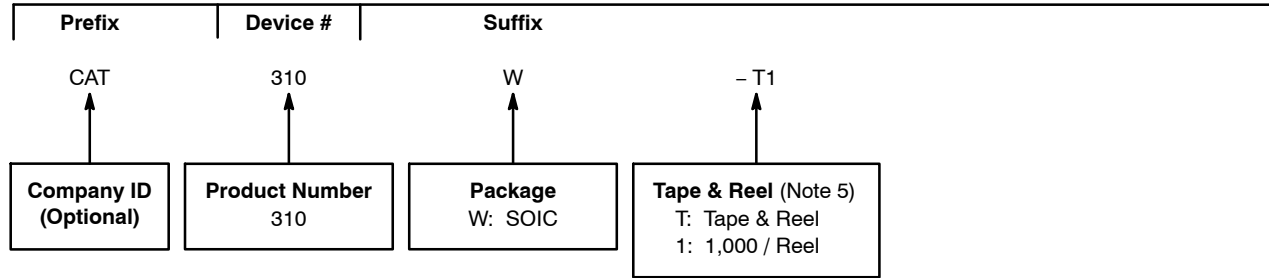 Prefix Device # Suffix
CAT 310 W – T1
Company ID
(Optional)
Product Number
310
Package
W: SOIC
Tape & Reel (Note 5)
T: Tape & Reel
1: 1,000 / Reel